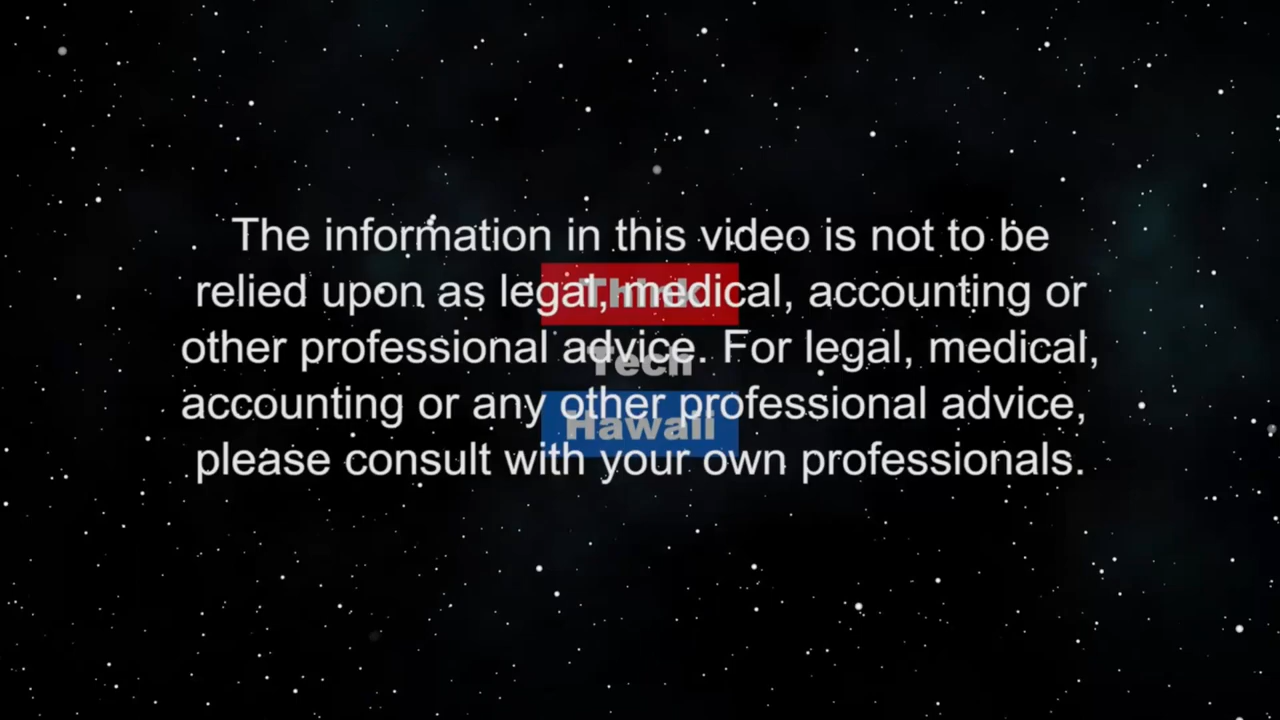 The information in this video is not to be
relied upon as legal, medical, accounting or
other professional advice. For legal, medical,
accounting or any other professional advice,
please consult with your own professionals.
Think
Tech
Hawaii